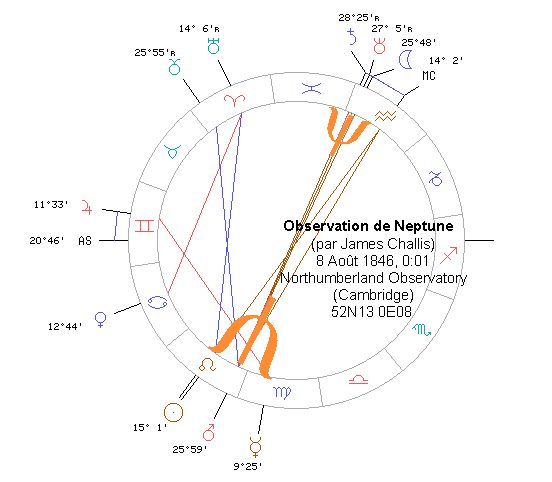 28°25'R 27° 5'R
14° 6'R 25°48'
25°55'R 14° 2'
MC
11°33'
20°46' AS
Observation de Neptune
(par James Challis)
8 Août 1846, 0:01
Northumberland Observatory
(Cambridge)
52N13 0E08
12°44'
15° 1'
25°59'
9°25'